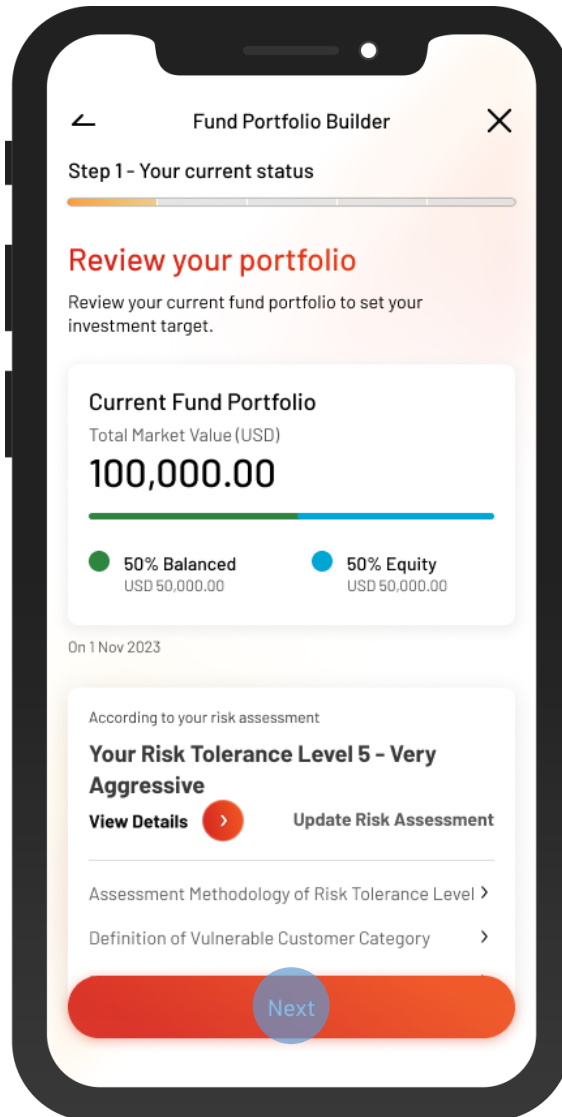 Fund Portfolio Builder
Step 1 - Your current status
Review your portfolio
Review your current fund portfolio to set your
investment target.
Current Fund Portfolio
Total Market Value (USD)
100,000.00
50% Balanced
USD 50,000.00
50% Equity
USD 50,000.00
On 1 Nov 2023
According to your risk assessment
Your Risk Tolerance Level 5 - Very
Aggressive
View Details
Update Risk Assessment
Assessment Methodology of Risk Tolerance Level
Definition of Vulnerable Customer Category
Next